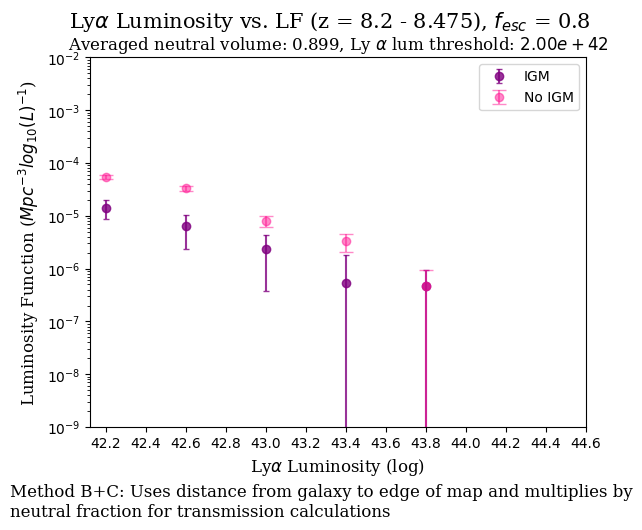 Lyα Luminosity vs. LF (z = 8.2 - 8.475), f_esc = 0.8
Averaged neutral volume: 0.899, Ly α lum threshold: 2.00e + 42
IGM
No IGM
Luminosity Function (Mpc⁻³log₁₀(L)⁻¹)
10⁻²
10⁻³
10⁻⁴
10⁻⁵
10⁻⁶
10⁻⁷
10⁻⁸
10⁻⁹
42.2 42.4 42.6 42.8 43.0 43.2 43.4 43.6 43.8 44.0 44.2 44.4 44.6
Lyα Luminosity (log)
Method B+C: Uses distance from galaxy to edge of map and multiplies by
neutral fraction for transmission calculations